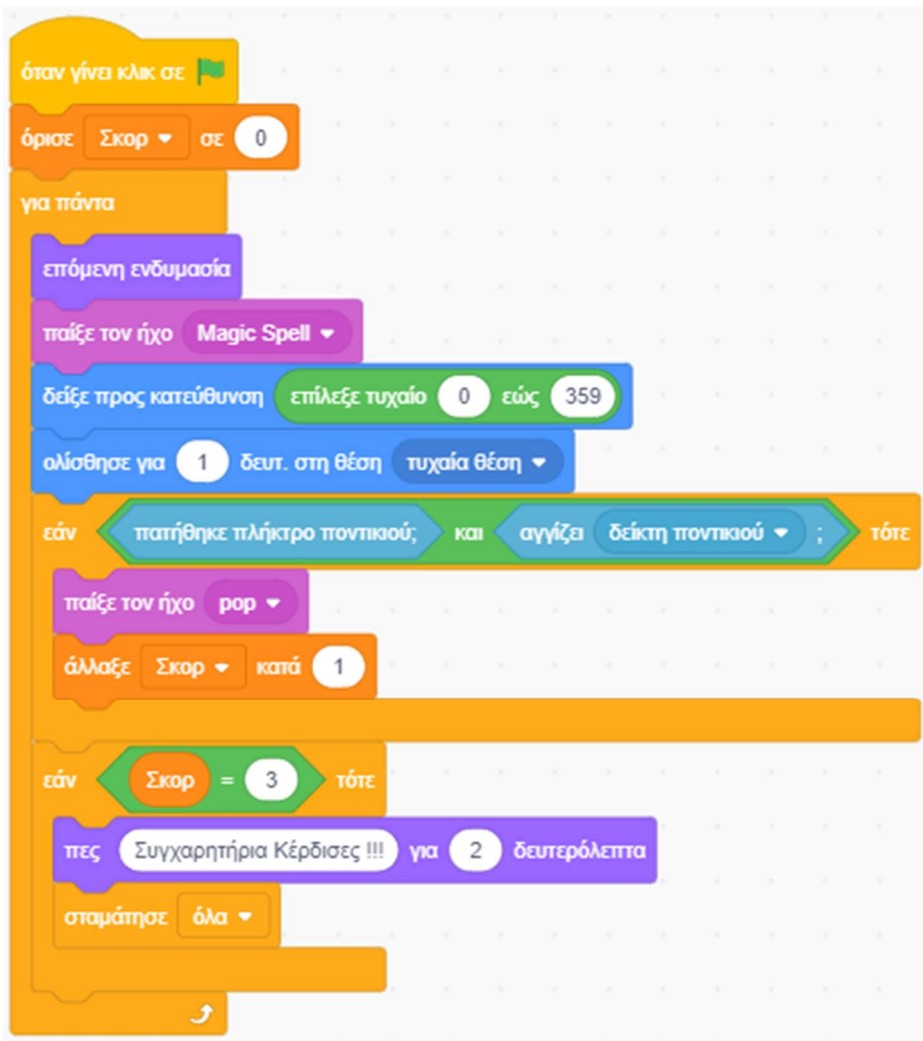 όταν γίνει κλικ σε
όρισε Σκορ σε 0
για πάντα
επόμενη ενδυμασία
παίξε τον ήχο Magic Spell
δείξε προς κατεύθυνση επίλεξε τυχαίο 0 εώς 359
ολίσθησε για 1 δευτ. στη θέση τυχαία θέση
εάν πατήθηκε πλήκτρο ποντικιού; και αγγίζει δείκτη ποντικιού ; τότε
παίξε τον ήχο pop
άλλαξε Σκορ κατά 1
εάν Σκορ = 3 τότε
πες Συγχαρητήρια Κέρδισες !!! για 2 δευτερόλεπτα
σταμάτησε όλα